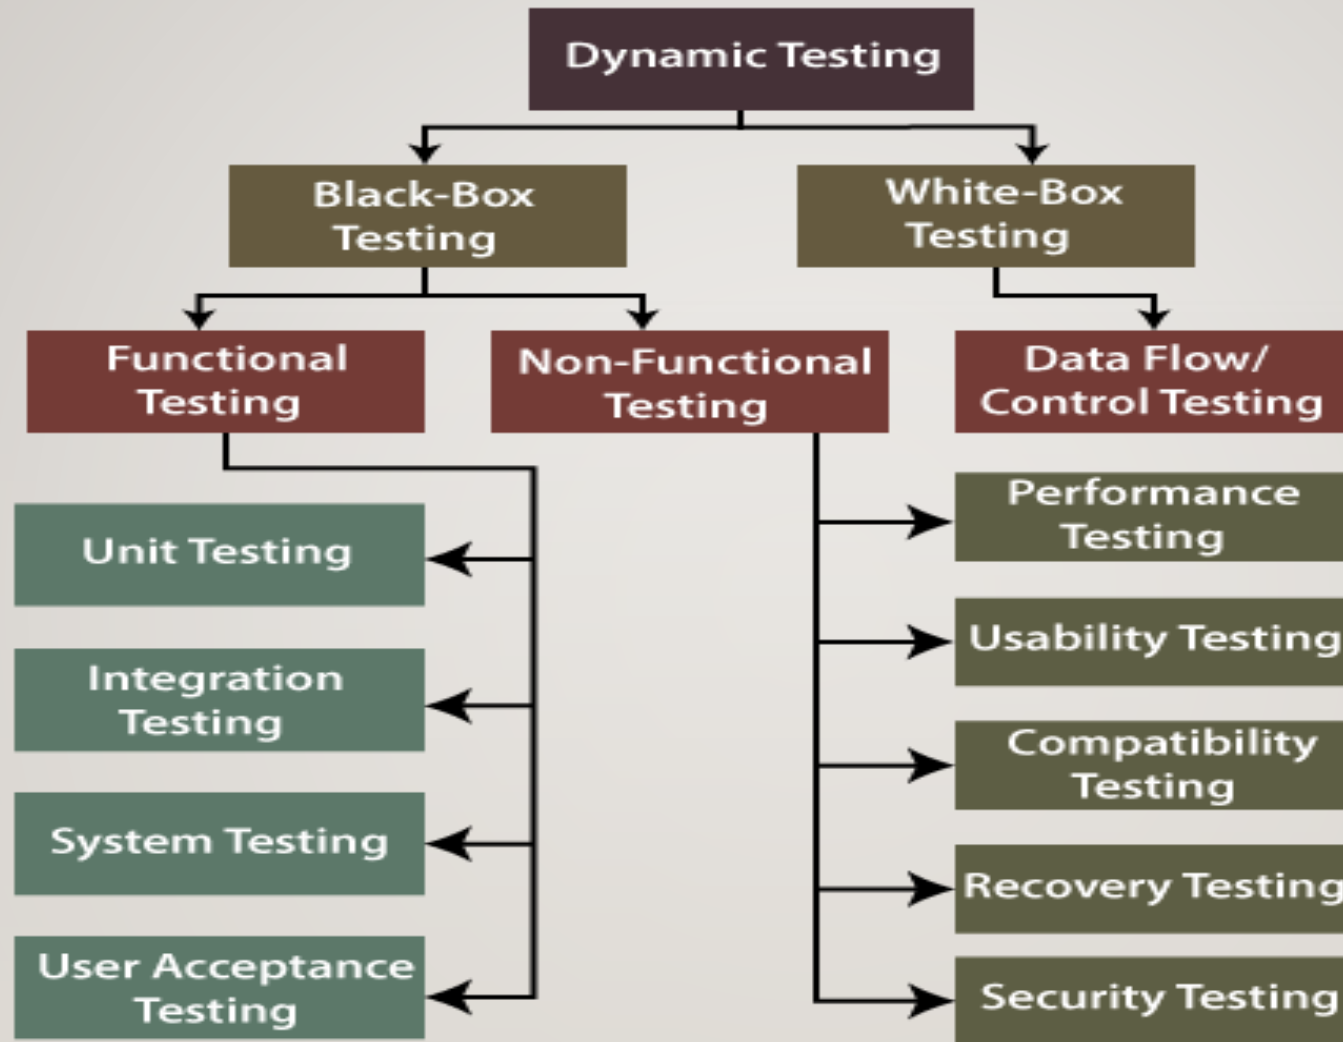 Dynamic Testing
Black-Box
Testing
White-Box
Testing
Functional
Testing
Non-Functional
Testing
Data Flow/
Control Testing
Unit Testing
Integration
Testing
System Testing
User Acceptance
Testing
Performance
Testing
Usability Testing
Compatibility
Testing
Recovery Testing
Security Testing